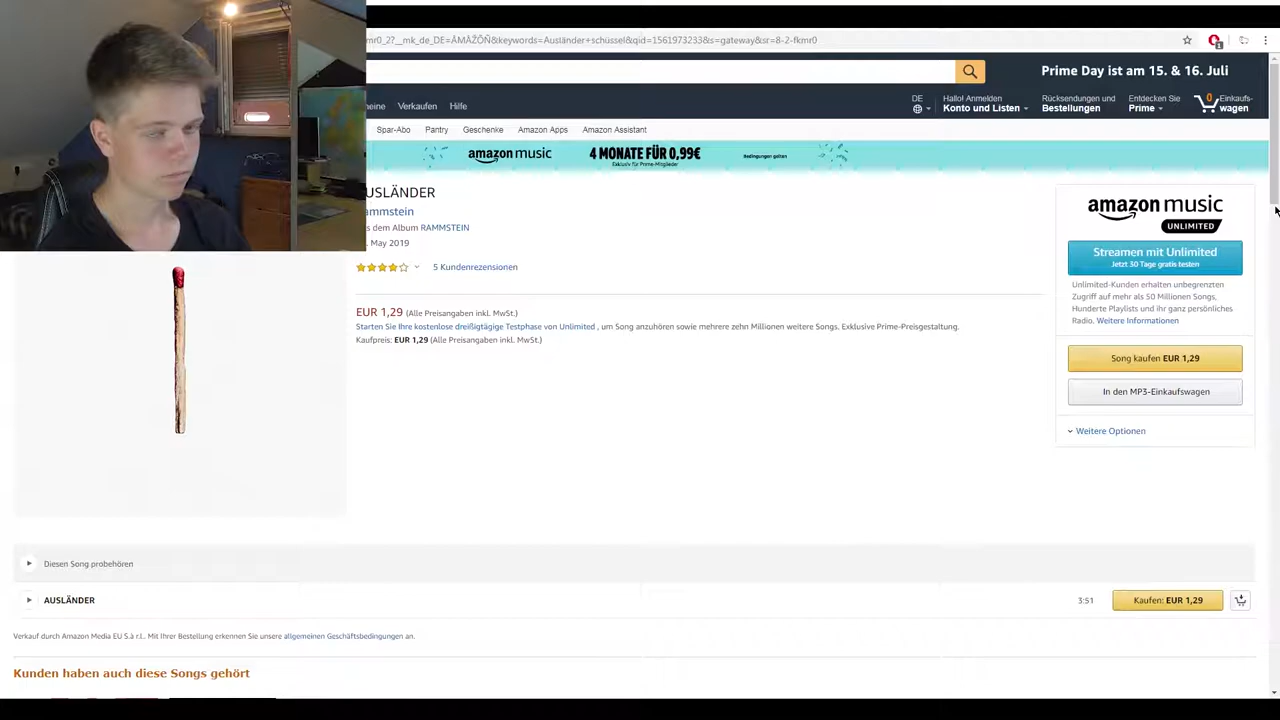 fkmr0_2?__mk_de_DE=ÅMÅŽÕÑ&keywords=Ausländer+schüssel&qid=1561973233&s=gateway&sr=8-2-fkmr0
Prime Day ist am 15. & 16. Juli
Verkaufen Hilfe
DE
Hallo! Anmelden
Konto und Listen
Rücksendungen und
Bestellungen
Entdecken Sie
Prime
0
Einkaufs-
wagen
Spar-Abo Pantry Geschenke Amazon Apps Amazon Assistant
amazon music 4 MONATE FÜR 0,99€ Bedingungen gelten
Exklusiv für Prime-Mitglieder
USLÄNDER
ammstein
s dem Album RAMMSTEIN
. May 2019
5 Kundenrezensionen
EUR 1,29 (Alle Preisangaben inkl. MwSt.)
Starten Sie Ihre kostenlose dreißigtägige Testphase von Unlimited , um Song anzuhören sowie mehrere zehn Millionen weitere Songs. Exklusive Prime-Preisgestaltung.
Kaufpreis: EUR 1,29 (Alle Preisangaben inkl. MwSt.)
amazon music
UNLIMITED
Streamen mit Unlimited
Jetzt 30 Tage gratis testen
Unlimited-Kunden erhalten unbegrenzten
Zugriff auf mehr als 50 Millionen Songs,
Hunderte Playlists und ihr ganz persönliches
Radio. Weitere Informationen
Song kaufen EUR 1,29
In den MP3-Einkaufswagen
Weitere Optionen
Diesen Song probehören
AUSLÄNDER 3:51 Kaufen: EUR 1,29
Verkauf durch Amazon Media EU S.à r.l.. Mit Ihrer Bestellung erkennen Sie unsere allgemeinen Geschäftsbedingungen an.
Kunden haben auch diese Songs gehört